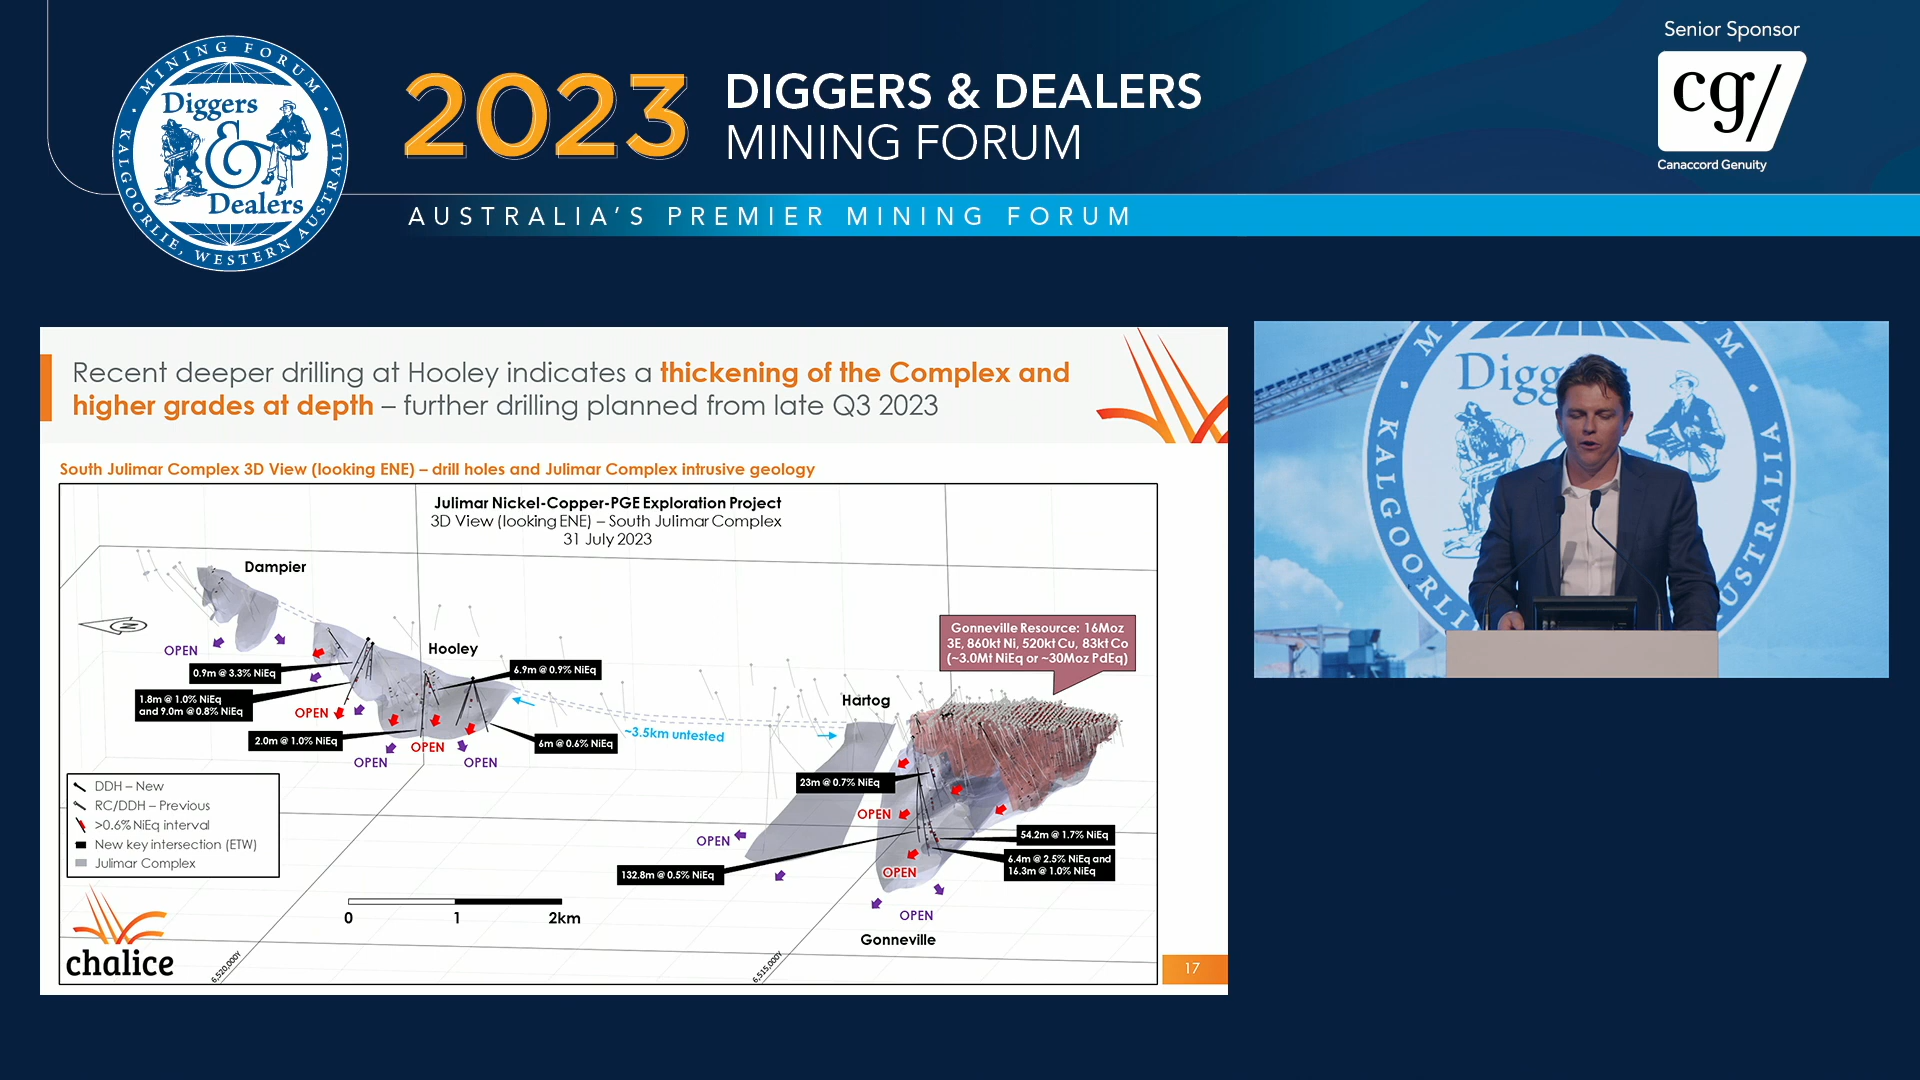 MINING FORUM
Diggers
&
Dealers
KALGOORLIE, WESTERN AUSTRALIA
2023
DIGGERS & DEALERS
MINING FORUM
AUSTRALIA'S PREMIER MINING FORUM
Senior Sponsor
cg/
Canaccord Genuity
Recent deeper drilling at Hooley indicates a thickening of the Complex and
higher grades at depth – further drilling planned from late Q3 2023
South Julimar Complex 3D View (looking ENE) – drill holes and Julimar Complex intrusive geology
Julimar Nickel-Copper-PGE Exploration Project
3D View (looking ENE) – South Julimar Complex
31 July 2023
Dampier
N
OPEN
Hooley
0.9m @ 3.3% NiEq
6.9m @ 0.9% NiEq
1.8m @ 1.0% NiEq
and 9.0m @ 0.8% NiEq
OPEN
2.0m @ 1.0% NiEq
OPEN
6m @ 0.6% NiEq
OPEN
OPEN
~3.5km untested
Gonneville Resource: 16Moz
3E, 860kt Ni, 520kt Cu, 83kt Co
(~3.0Mt NiEq or ~30Moz PdEq)
Hartog
23m @ 0.7% NiEq
OPEN
OPEN
54.2m @ 1.7% NiEq
6.4m @ 2.5% NiEq and
16.3m @ 1.0% NiEq
132.8m @ 0.5% NiEq
OPEN
OPEN
Gonneville
DDH – New
RC/DDH – Previous
>0.6% NiEq interval
New key intersection (ETW)
Julimar Complex
0 1 2km
6,520,000Y
6,515,000Y
chalice
17
Digg
KALGOORLI
USTRALIA